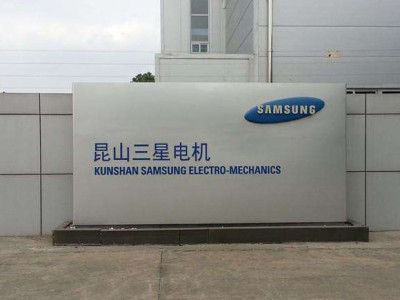 SAMSUNG
昆山三星电机
KUNSHAN SAMSUNG ELECTRO-MECHANICS